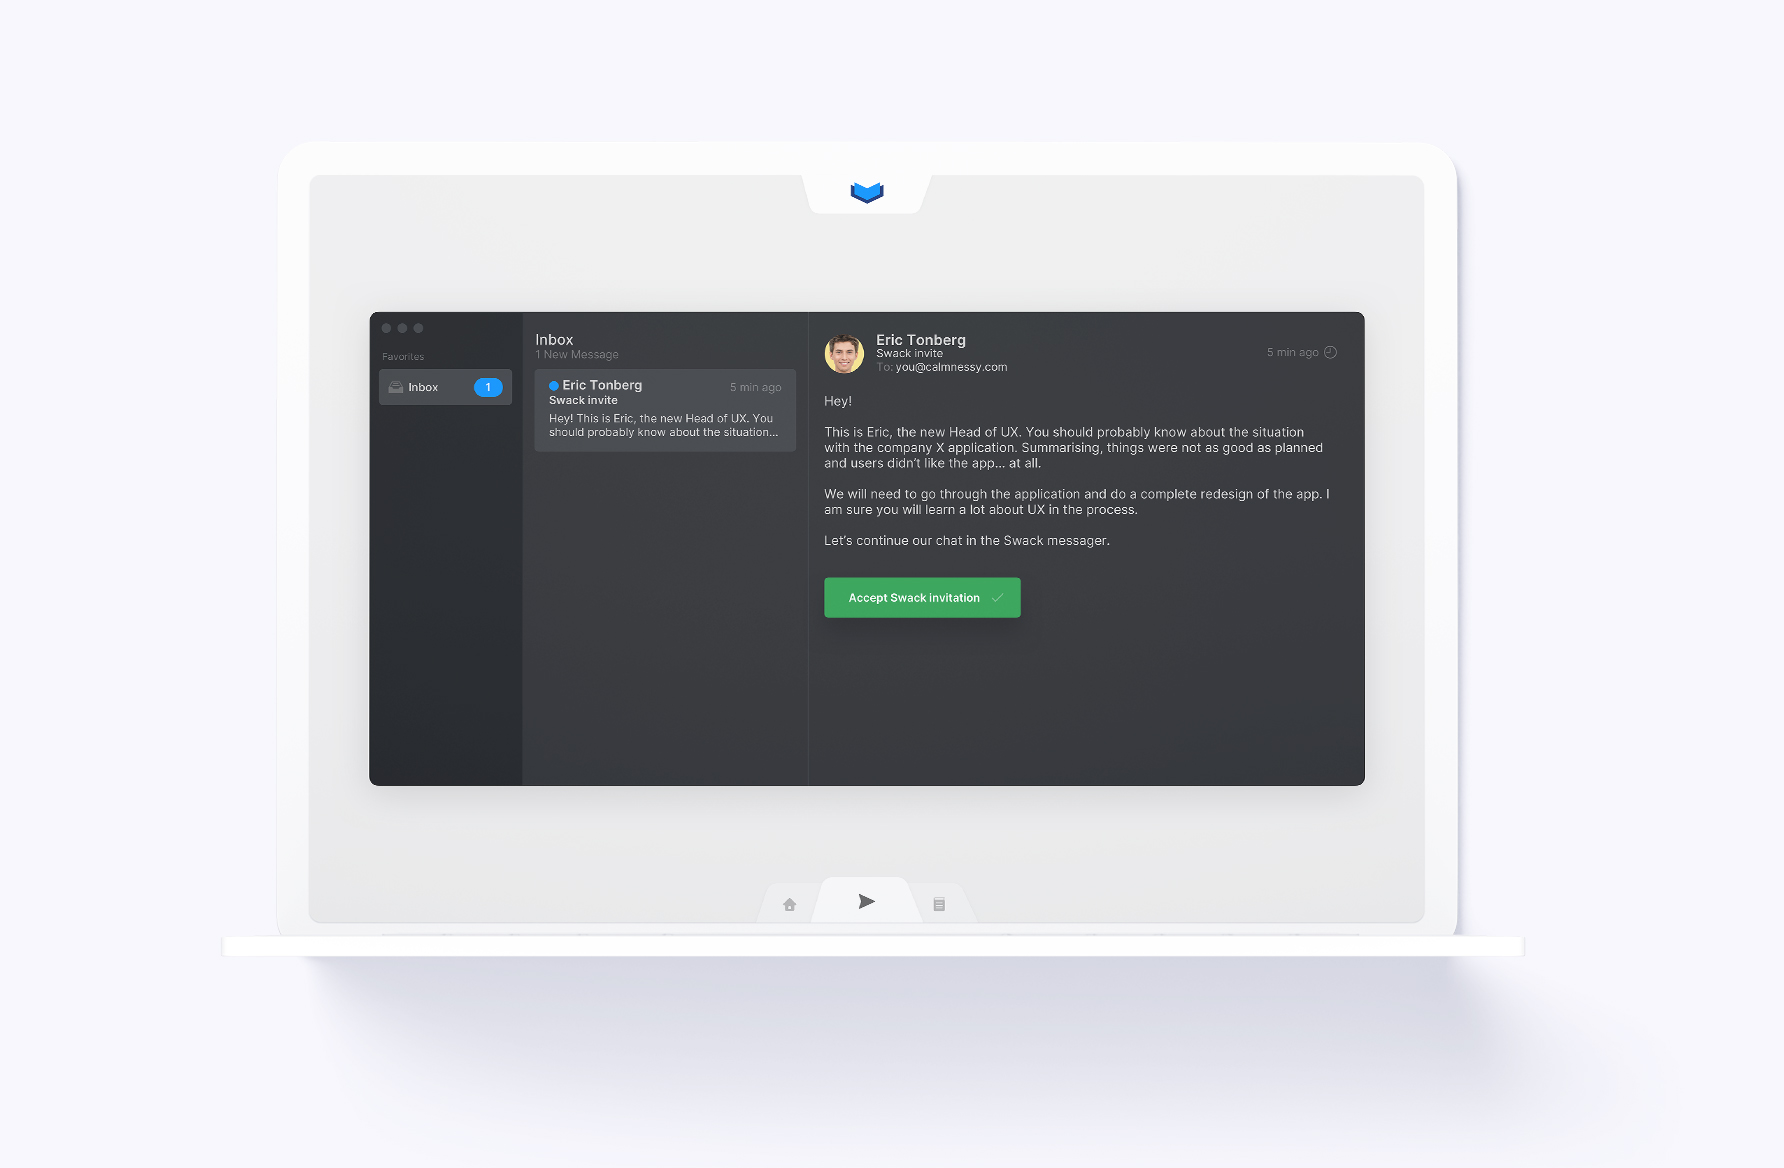 Favorites
Inbox
1
Inbox
1 New Message
Eric Tonberg
5 min ago
Swack invite
Hey! This is Eric, the new Head of UX. You
should probably know about the situation...
Eric Tonberg
Swack invite
To: you@calmnessy.com
5 min ago
Hey!
This is Eric, the new Head of UX. You should probably know about the situation
with the company X application. Summarising, things were not as good as planned
and users didn’t like the app... at all.
We will need to go through the application and do a complete redesign of the app. I
am sure you will learn a lot about UX in the process.
Let’s continue our chat in the Swack messager.
Accept Swack invitation